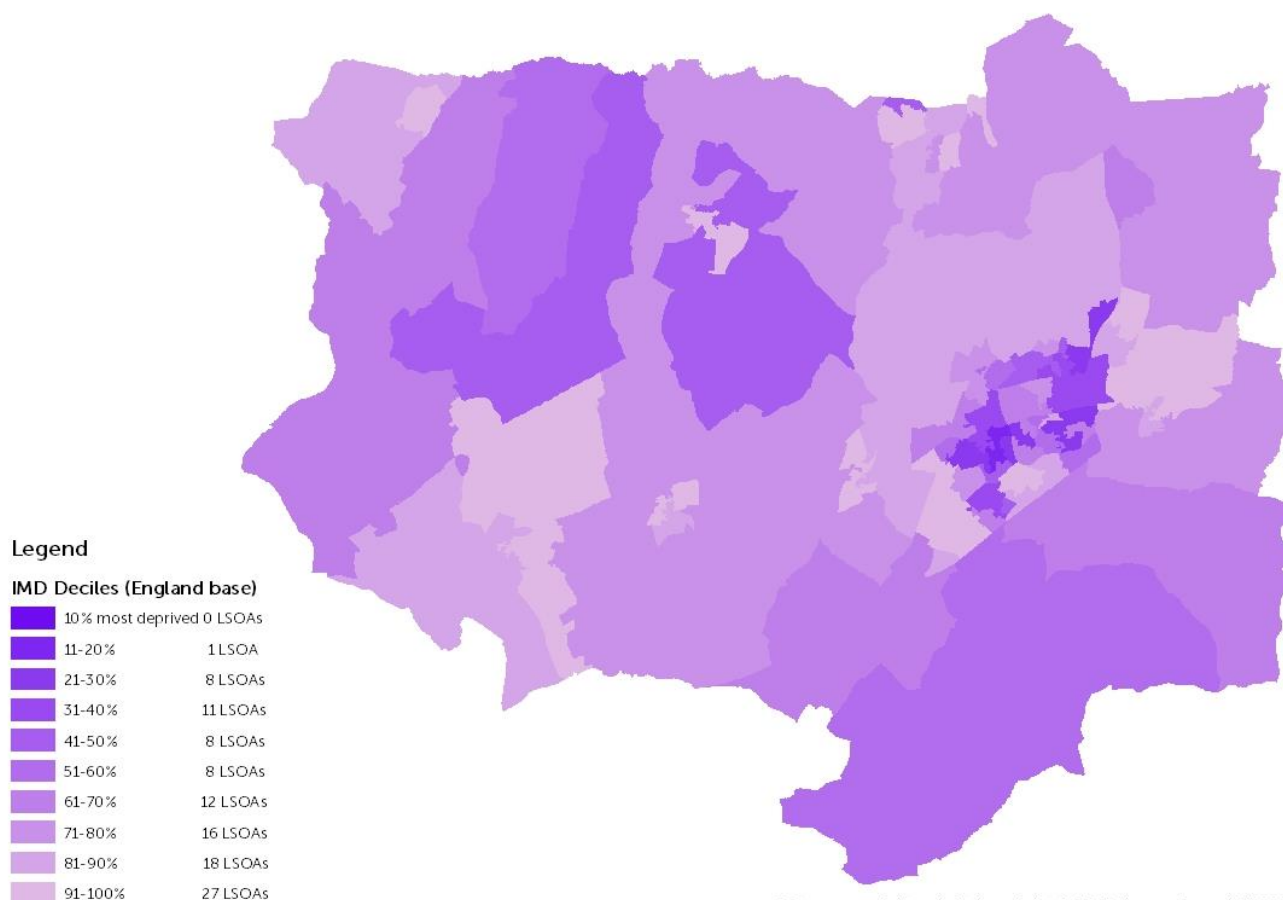 Legend
IMD Deciles (England base)
10% most deprived 0 LSOAs
11-20% 1 LSOA
21-30% 8 LSOAs
31-40% 11 LSOAs
41-50% 8 LSOAs
51-60% 8 LSOAs
61-70% 12 LSOAs
71-80% 16 LSOAs
81-90% 18 LSOAs
91-100% 27 LSOAs